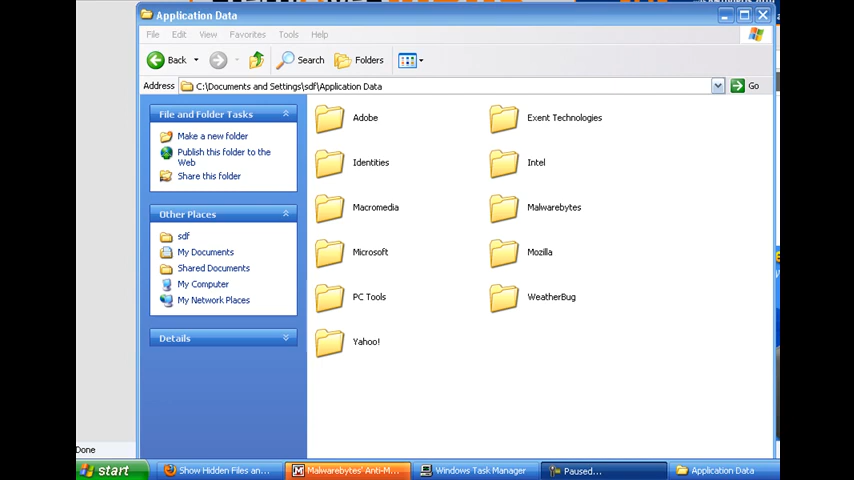 Application Data
File Edit View Favorites Tools Help
Back Search Folders
Address C:\Documents and Settings\sdf\Application Data Go
File and Folder Tasks
Make a new folder
Publish this folder to the
Web
Share this folder
Other Places
sdf
My Documents
Shared Documents
My Computer
My Network Places
Details
Adobe Exent Technologies
Identities Intel
Macromedia Malwarebytes
Microsoft Mozilla
PC Tools WeatherBug
Yahoo!
Done
start Show Hidden Files an... Malwarebytes' Anti-M... Windows Task Manager Paused... Application Data